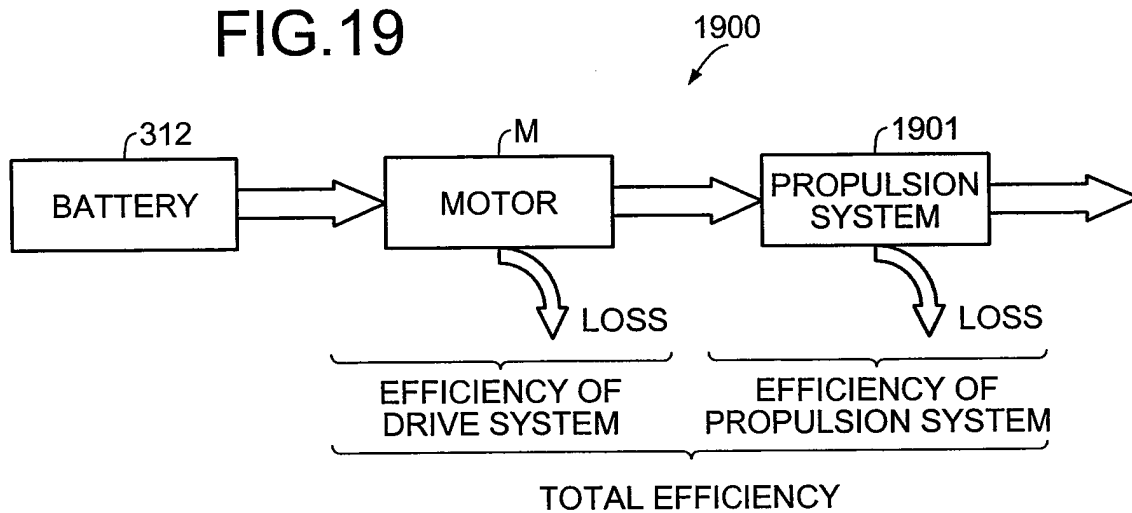 FIG.19
1900
312
M
1901
BATTERY
MOTOR
PROPULSION
SYSTEM
LOSS
LOSS
EFFICIENCY OF
DRIVE SYSTEM
EFFICIENCY OF
PROPULSION SYSTEM
TOTAL EFFICIENCY